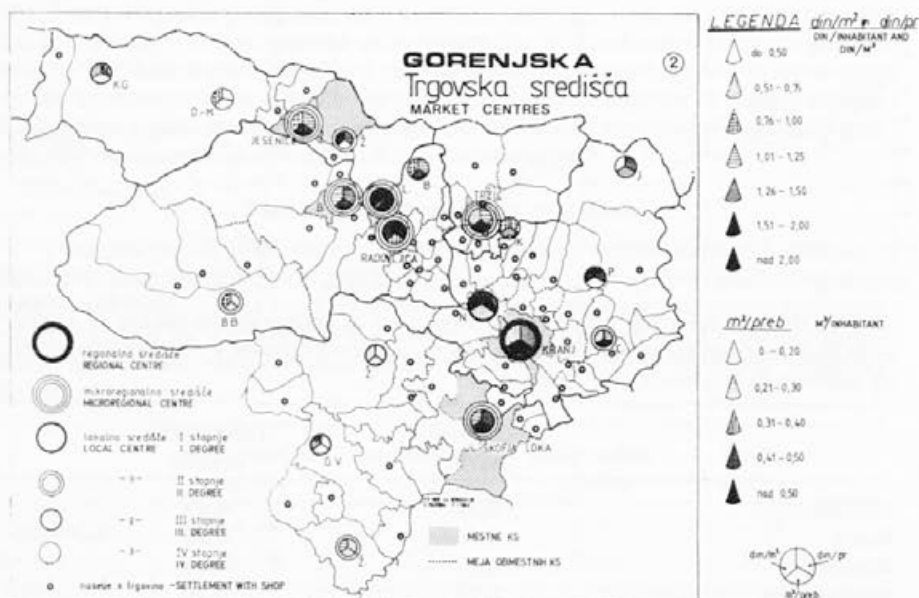 GORENJSKA
Trgovska središča
MARKET CENTRES
2
K.G.
D-M
JESENICE
Ž
B
B
L
RADOVLJICA
TRŽIČ
K
J
P
N
KRANJ
C
BB
Ž
ŠKOFJA LOKA
G.V.
Ž
regionalno središče
REGIONAL CENTRE
mikroregionalno središče
MICROREGIONAL CENTRE
lokalno središče I stopnje
LOCAL CENTRE I. DEGREE
-»- II stopnje
II. DEGREE
-»- III stopnje
III. DEGREE
-»- IV stopnje
IV. DEGREE
naselje s trgovino - SETTLEMENT WITH SHOP
MESTNE KS
MEJA OBMESTNIH KS
LEGENDA din/m² in din/pr
DIN/INHABITANT AND
DIN/M²
do 0,50
0,51 - 0,75
0,76 - 1,00
1,01 - 1,25
1,26 - 1,50
1,51 - 2,00
nad 2,00
m²/preb M²/INHABITANT
0 - 0,20
0,21 - 0,30
0,31 - 0,40
0,41 - 0,50
nad 0,50
din/m² din/pr
m²/preb